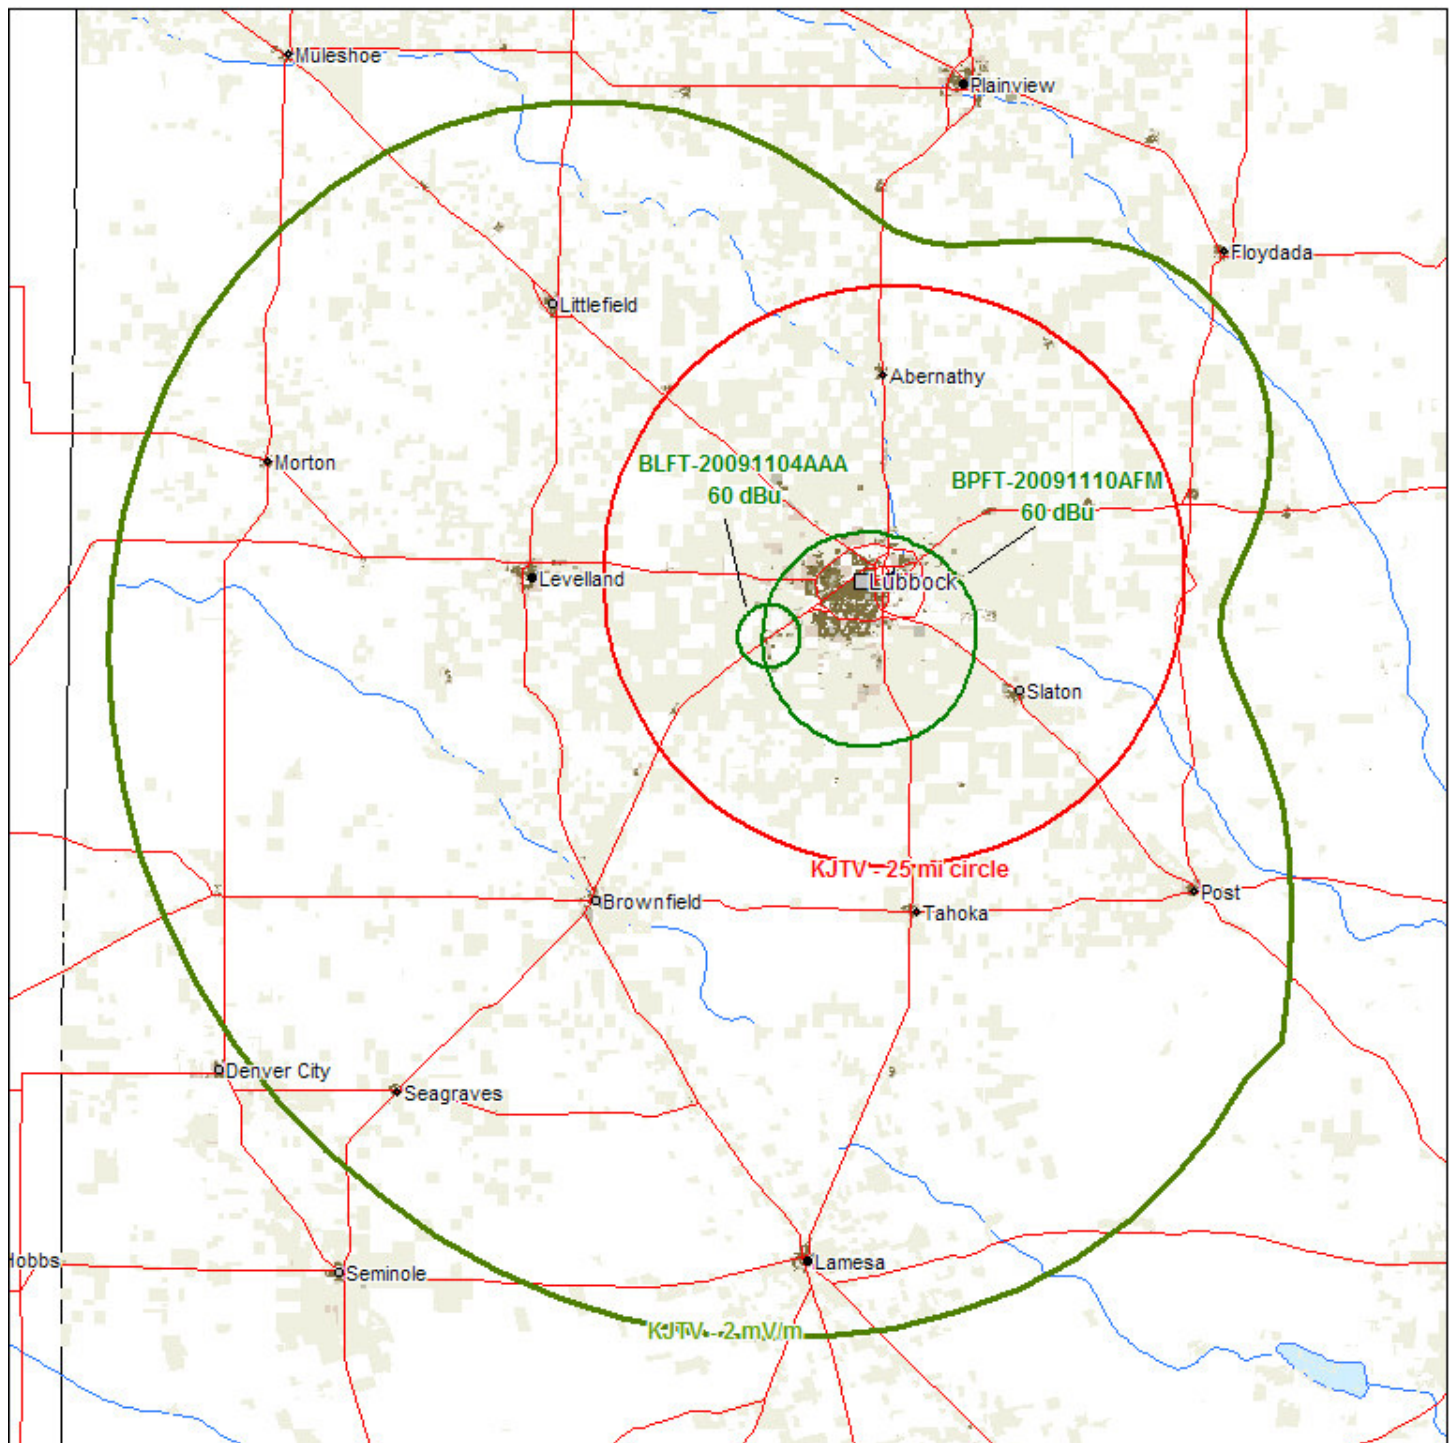 Muleshoe
Plainview
Floydada
Littlefield
Abernathy
BLFT-20091104AAA
60 dBu
BPFT-20091110AFM
60 dBu
Morton
Levelland
Lubbock
Slaton
KJTV - 25 mi circle
Brownfield
Tahoka
Post
Denver City
Seagraves
Hobbs
Seminole
Lamesa
KJTV - 2 mV/m